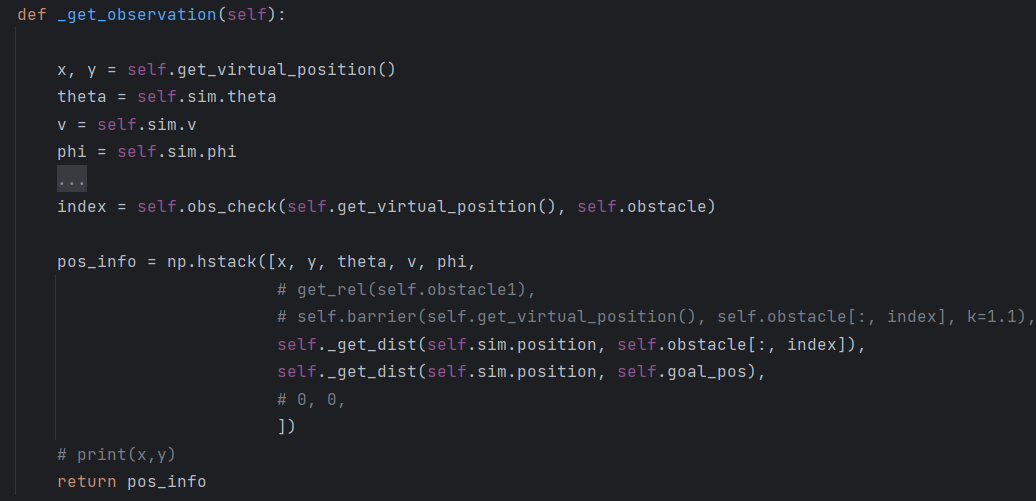 def _get_observation(self):
x, y = self.get_virtual_position()
theta = self.sim.theta
v = self.sim.v
phi = self.sim.phi
...
index = self.obs_check(self.get_virtual_position(), self.obstacle)
pos_info = np.hstack([x, y, theta, v, phi,
# get_rel(self.obstacle1),
# self.barrier(self.get_virtual_position(), self.obstacle[:, index], k=1.1),
self._get_dist(self.sim.position, self.obstacle[:, index]),
self._get_dist(self.sim.position, self.goal_pos),
# 0, 0,
])
# print(x,y)
return pos_info